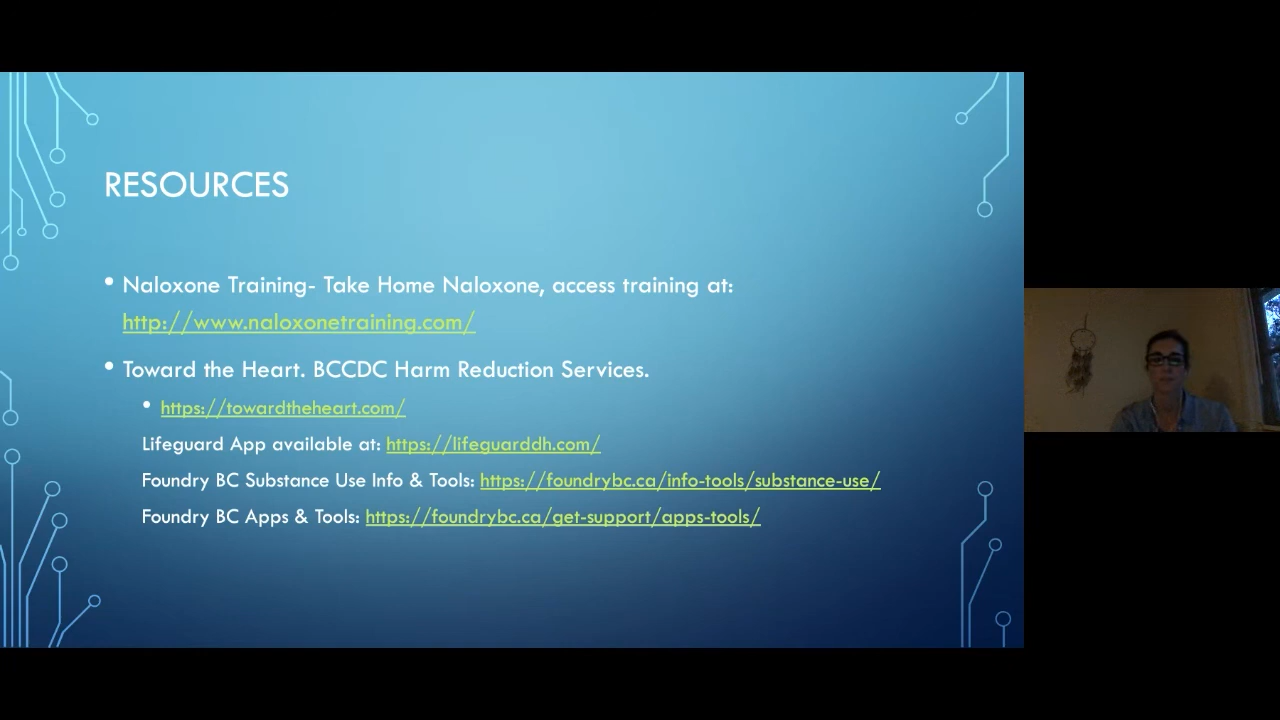 RESOURCES
• Naloxone Training- Take Home Naloxone, access training at:
http://www.naloxonetraining.com/
• Toward the Heart. BCCDC Harm Reduction Services.
• https://towardtheheart.com/
Lifeguard App available at: https://lifeguarddh.com/
Foundry BC Substance Use Info & Tools: https://foundrybc.ca/info-tools/substance-use/
Foundry BC Apps & Tools: https://foundrybc.ca/get-support/apps-tools/